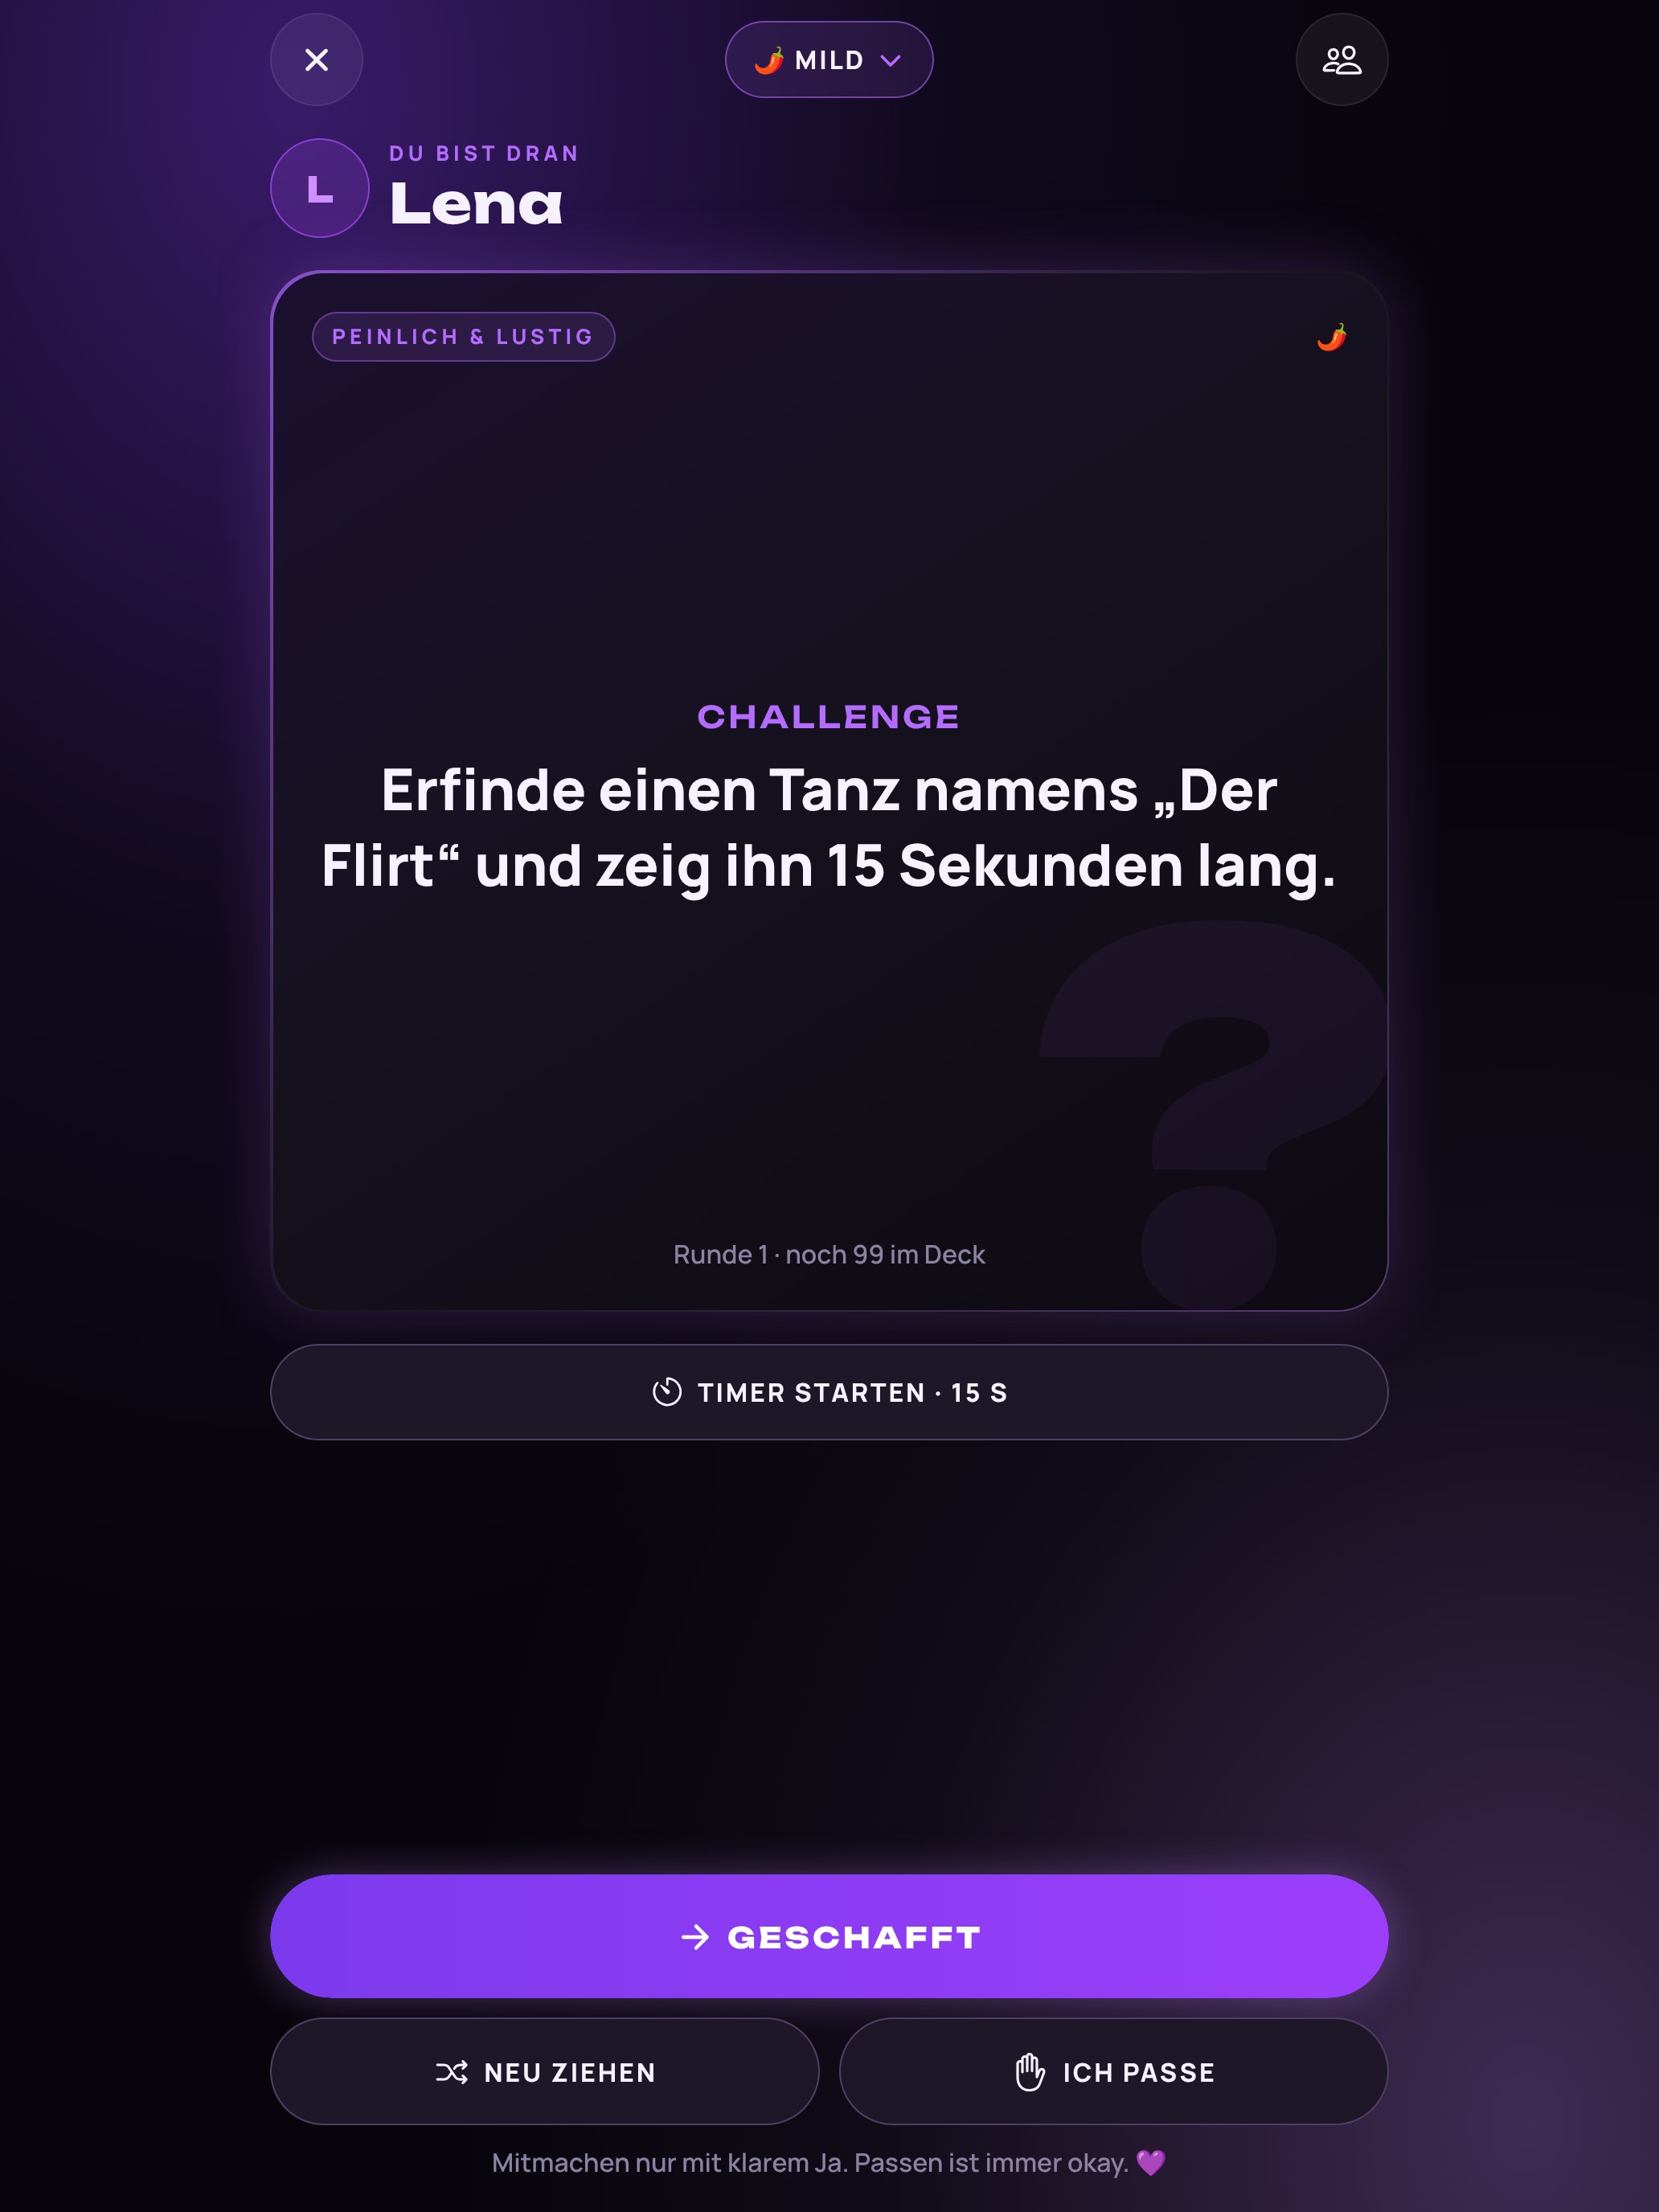 🌶️ MILD
L
DU BIST DRAN
Lena
PEINLICH & LUSTIG
🌶️
CHALLENGE
Erfinde einen Tanz namens „Der
Flirt“ und zeig ihn 15 Sekunden lang.
?
Runde 1 · noch 99 im Deck
TIMER STARTEN · 15 S
→ GESCHAFFT
NEU ZIEHEN
ICH PASSE
Mitmachen nur mit klarem Ja. Passen ist immer okay. 💜